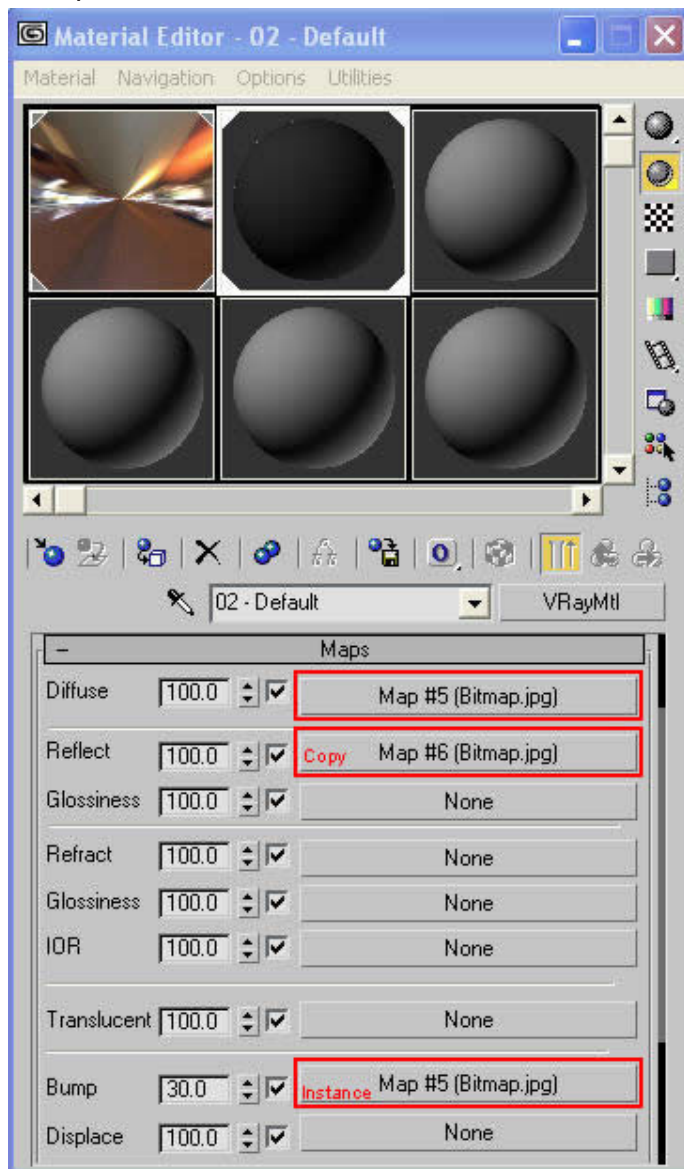 Material Editor - 02 - Default
Material Navigation Options Utilities
02 - Default VRayMtl
Maps
Diffuse 100.0 Map #5 (Bitmap.jpg)
Reflect 100.0 Copy Map #6 (Bitmap.jpg)
Glossiness 100.0 None
Refract 100.0 None
Glossiness 100.0 None
IOR 100.0 None
Translucent 100.0 None
Bump 30.0 Instance Map #5 (Bitmap.jpg)
Displace 100.0 None